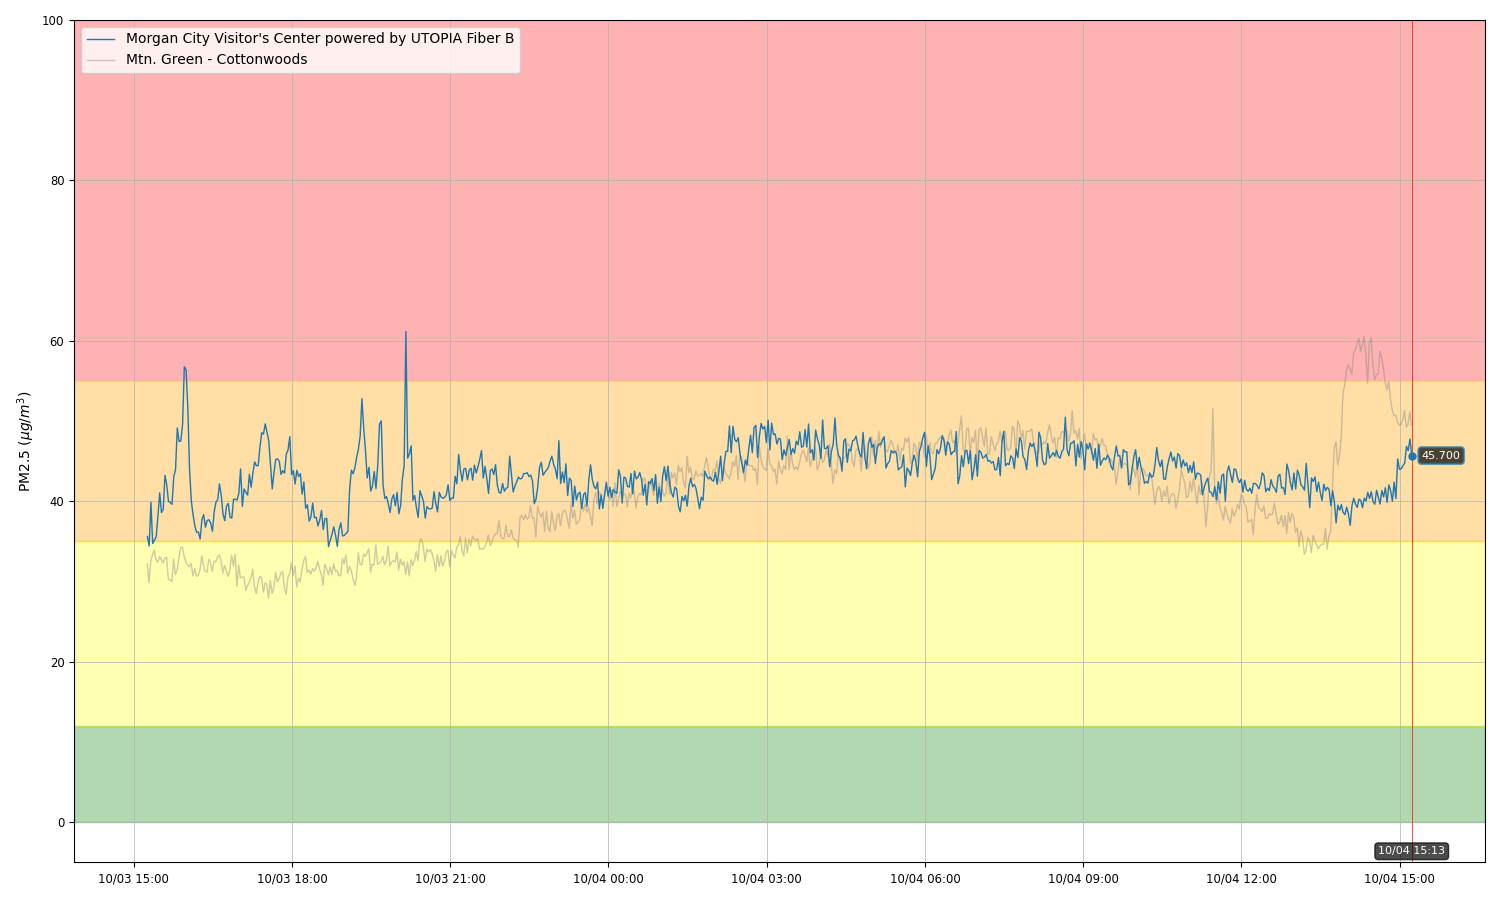 100
Morgan City Visitor's Center powered by UTOPIA Fiber B
Mtn. Green - Cottonwoods
80
60
PM2.5 (μg/m³)
45.700
40
20
0
10/04 15:13
10/03 15:00 10/03 18:00 10/03 21:00 10/04 00:00 10/04 03:00 10/04 06:00 10/04 09:00 10/04 12:00 10/04 15:00